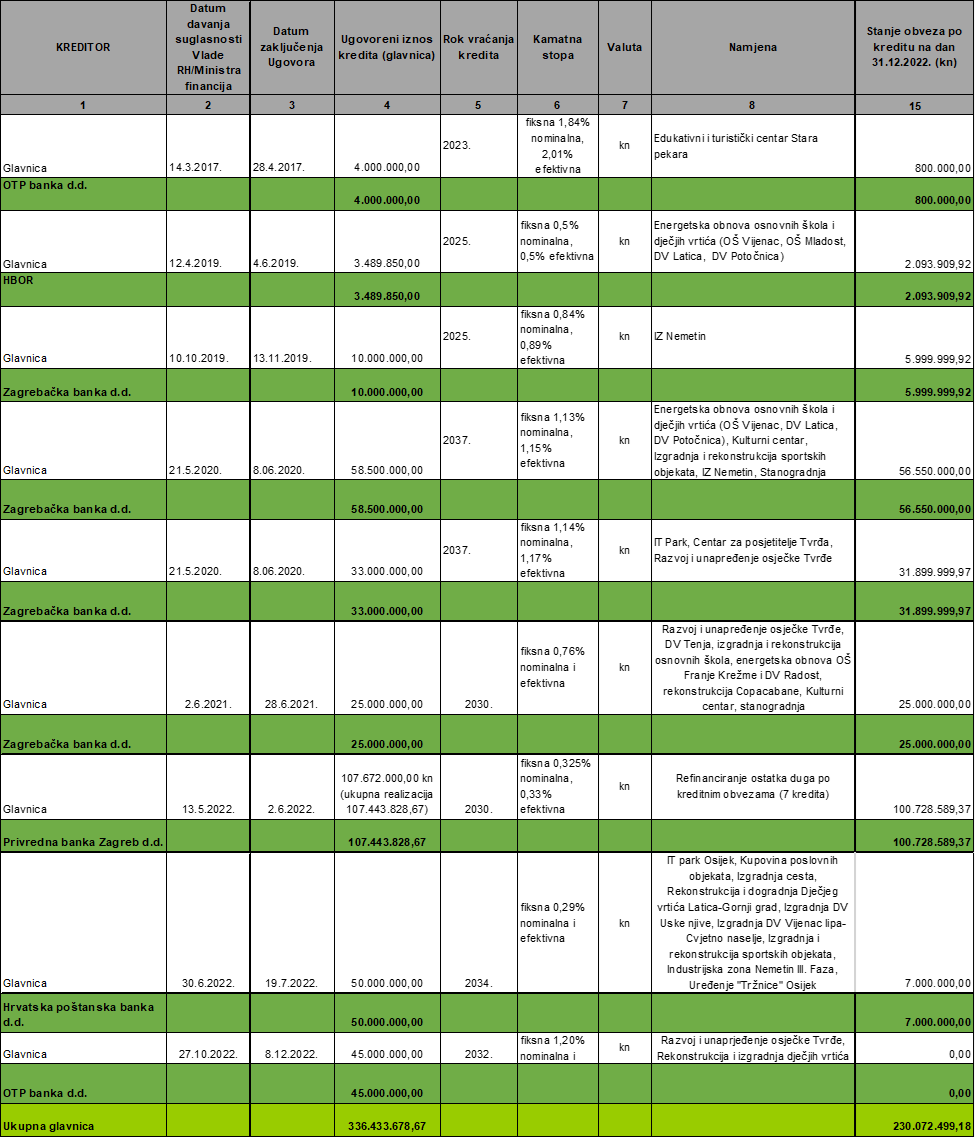 KREDITOR
Datum davanja suglasnosti Vlade RH/Ministra financija
Datum zaključenja Ugovora
Ugovoreni iznos kredita (glavnica)
Rok vraćanja kredita
Kamatna stopa
Valuta
Namjena
Stanje obveza po kreditu na dan 31.12.2022. (kn)
1 2 3 4 5 6 7 8 15
Glavnica 14.3.2017. 28.4.2017. 4.000.000,00 2023. fiksna 1,84% nominalna, 2,01% efektivna kn Edukativni i turistički centar Stara pekara 800.000,00
OTP banka d.d. 4.000.000,00 800.000,00
Glavnica 12.4.2019. 4.6.2019. 3.489.850,00 2025. fiksna 0,5% nominalna, 0,5% efektivna kn Energetska obnova osnovnih škola i dječjih vrtića (OŠ Vijenac, OŠ Mladost, DV Latica, DV Potočnica) 2.093.909,92
HBOR 3.489.850,00 2.093.909,92
Glavnica 10.10.2019. 13.11.2019. 10.000.000,00 2025. fiksna 0,84% nominalna, 0,89% efektivna kn IZ Nemetin 5.999.999,92
Zagrebačka banka d.d. 10.000.000,00 5.999.999,92
Glavnica 21.5.2020. 8.06.2020. 58.500.000,00 2037. fiksna 1,13% nominalna, 1,15% efektivna kn Energetska obnova osnovnih škola i dječjih vrtića (OŠ Vijenac, DV Latica, DV Potočnica), Kulturni centar, Izgradnja i rekonstrukcija sportskih objekata, IZ Nemetin, Stanogradnja 56.550.000,00
Zagrebačka banka d.d. 58.500.000,00 56.550.000,00
Glavnica 21.5.2020. 8.06.2020. 33.000.000,00 2037. fiksna 1,14% nominalna, 1,17% efektivna kn IT Park, Centar za posjetitelje Tvrđa, Razvoj i unapređenje osječke Tvrđe 31.899.999,97
Zagrebačka banka d.d. 33.000.000,00 31.899.999,97
Glavnica 2.6.2021. 28.6.2021. 25.000.000,00 2030. fiksna 0,76% nominalna i efektivna kn Razvoj i unapređenje osječke Tvrđe, DV Tenja, izgradnja i rekonstrukcija osnovnih škola, energetska obnova OŠ Franje Krežme i DV Radost, rekonstrukcija Copacabane, Kulturni centar, stanogradnja 25.000.000,00
Zagrebačka banka d.d. 25.000.000,00 25.000.000,00
Glavnica 13.5.2022. 2.6.2022. 107.672.000,00 kn (ukupna realizacija 107.443.828,67) 2030. fiksna 0,325% nominalna, 0,33% efektivna kn Refinanciranje ostatka duga po kreditnim obvezama (7 kredita) 100.728.589,37
Privredna banka Zagreb d.d. 107.443.828,67 100.728.589,37
Glavnica 30.6.2022. 19.7.2022. 50.000.000,00 2034. fiksna 0,29% nominalna i efektivna kn IT park Osijek, Kupovina poslovnih objekata, Izgradnja cesta, Rekonstrukcija i dogradnja Dječjeg vrtića Latica-Gornji grad, Izgradnja DV Uske njive, Izgradnja DV Vijenac lipa-Cvjetno naselje, Izgradnja i rekonstrukcija sportskih objekata, Industrijska zona Nemetin III. Faza, Uređenje "Tržnice" Osijek 7.000.000,00
Hrvatska poštanska banka d.d. 50.000.000,00 7.000.000,00
Glavnica 27.10.2022. 8.12.2022. 45.000.000,00 2032. fiksna 1,20% nominalna i kn Razvoj i unaprjeđenje osječke Tvrđe, Rekonstrukcija i izgradnja dječjih vrtića 0,00
OTP banka d.d. 45.000.000,00 0,00
Ukupna glavnica 336.433.678,67 230.072.499,18